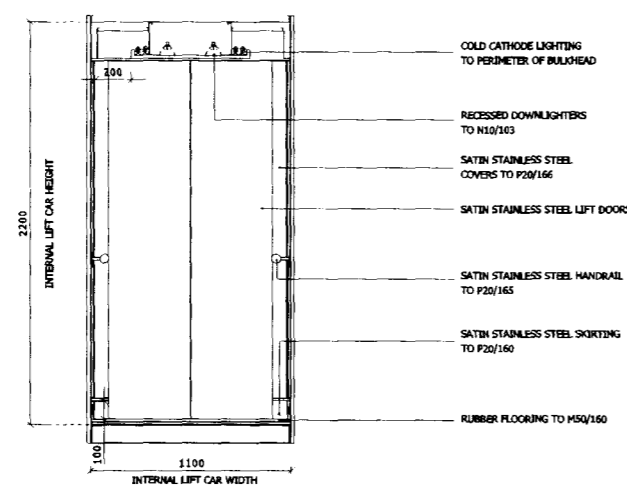 COLD CATHODE LIGHTING
TO PERIMETER OF BULKHEAD
200
RECESSED DOWNLIGHTERS
TO N10/103
SATIN STAINLESS STEEL
COVERS TO P20/166
SATIN STAINLESS STEEL LIFT DOORS
2200
INTERNAL LIFT CAR HEIGHT
SATIN STAINLESS STEEL HANDRAIL
TO P20/165
SATIN STAINLESS STEEL SKIRTING
TO P20/160
RUBBER FLOORING TO M50/160
100
1100
INTERNAL LIFT CAR WIDTH